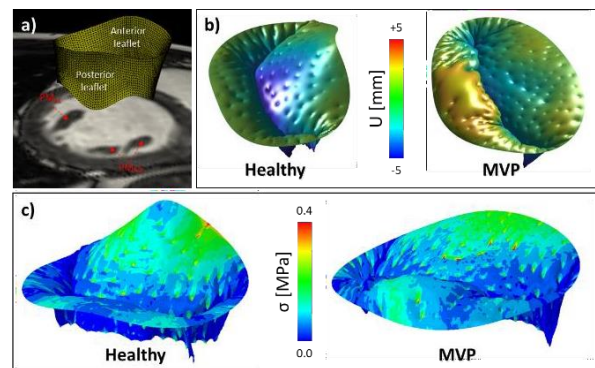 a)
Anterior
leaflet
Posterior
leaflet
b)
+5
U [mm]
-5
Healthy
MVP
c)
0.4
σ [MPa]
0.0
Healthy
MVP